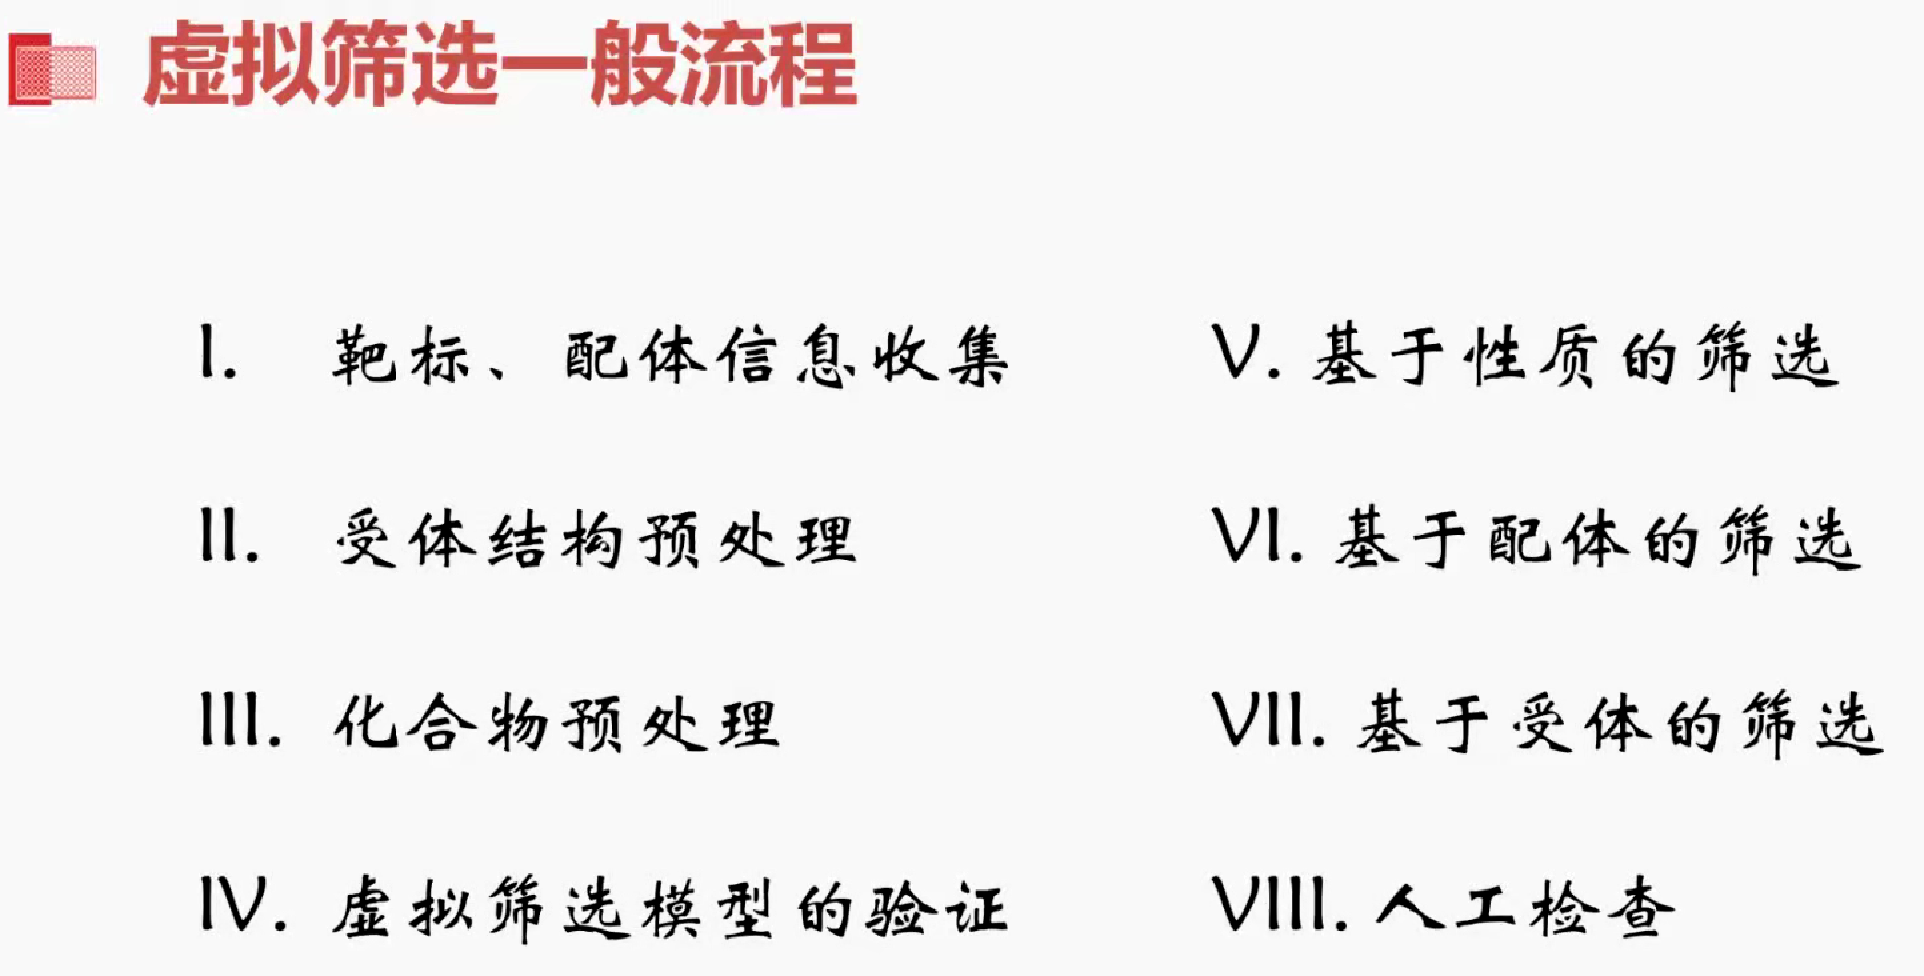 虚拟筛选一般流程
I. 靶标、配体信息收集
II. 受体结构预处理
III. 化合物预处理
IV. 虚拟筛选模型的验证
V. 基于性质的筛选
VI. 基于配体的筛选
VII. 基于受体的筛选
VIII. 人工检查